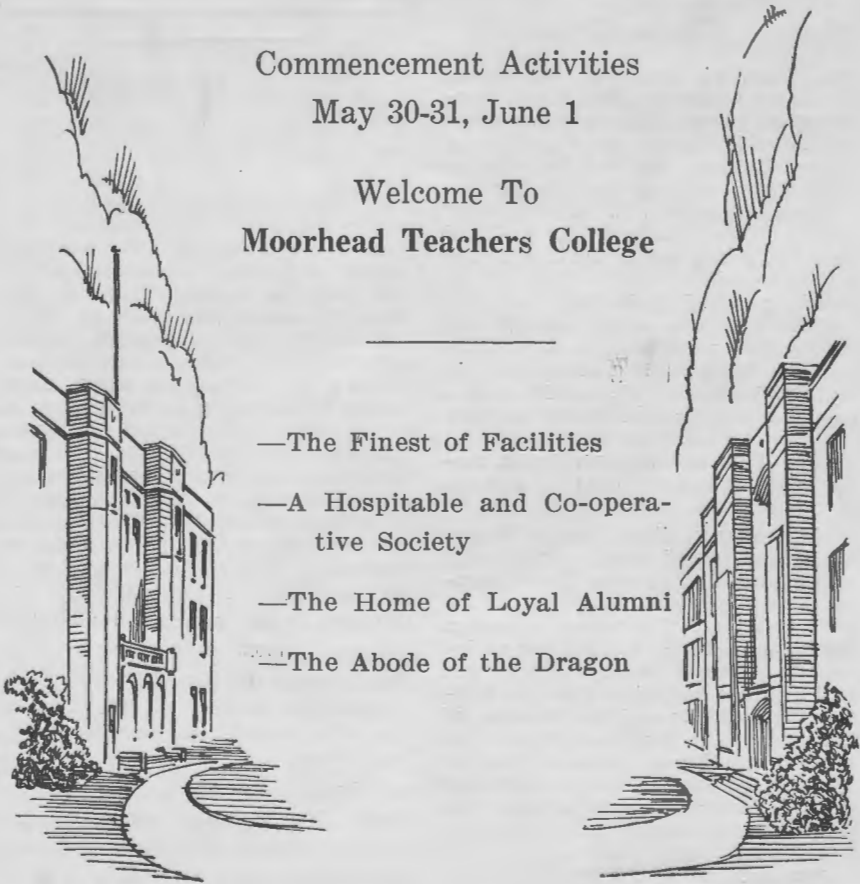 Commencement Activities
May 30-31, June 1
Welcome To
Moorhead Teachers College
—The Finest of Facilities
—A Hospitable and Co-opera-
tive Society
—The Home of Loyal Alumni
—The Abode of the Dragon